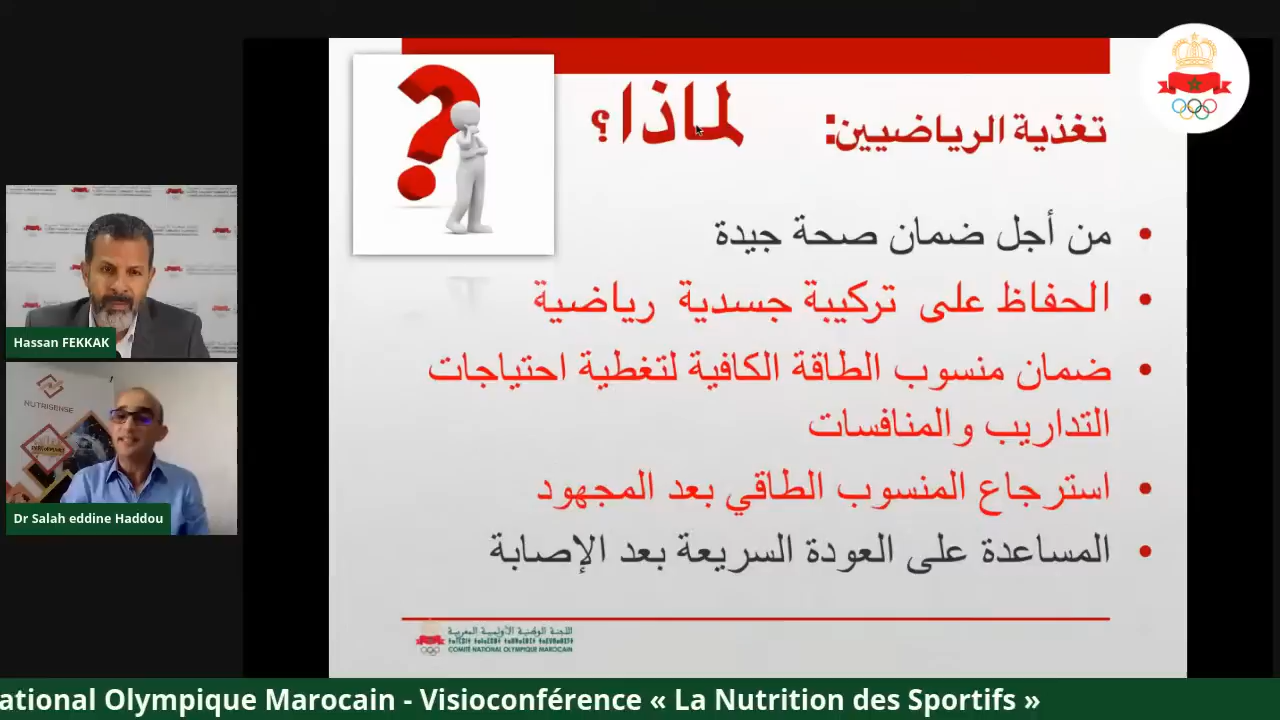 تغذية الرياضيين: لماذا؟
من أجل ضمان صحة جيدة
الحفاظ على تركيبة جسدية رياضية
ضمان منسوب الطاقة الكافية لتغطية احتياجات
التداريب والمنافسات
استرجاع المنسوب الطاقي بعد المجهود
المساعدة على العودة السريعة بعد الإصابة
اللجنة الوطنية الأولمبية المغربية
COMITÉ NATIONAL OLYMPIQUE MAROCAIN
Hassan FEKKAK
NUTRISENSE
Dr Salah eddine Haddou
ational Olympique Marocain - Visioconférence « La Nutrition des Sportifs »